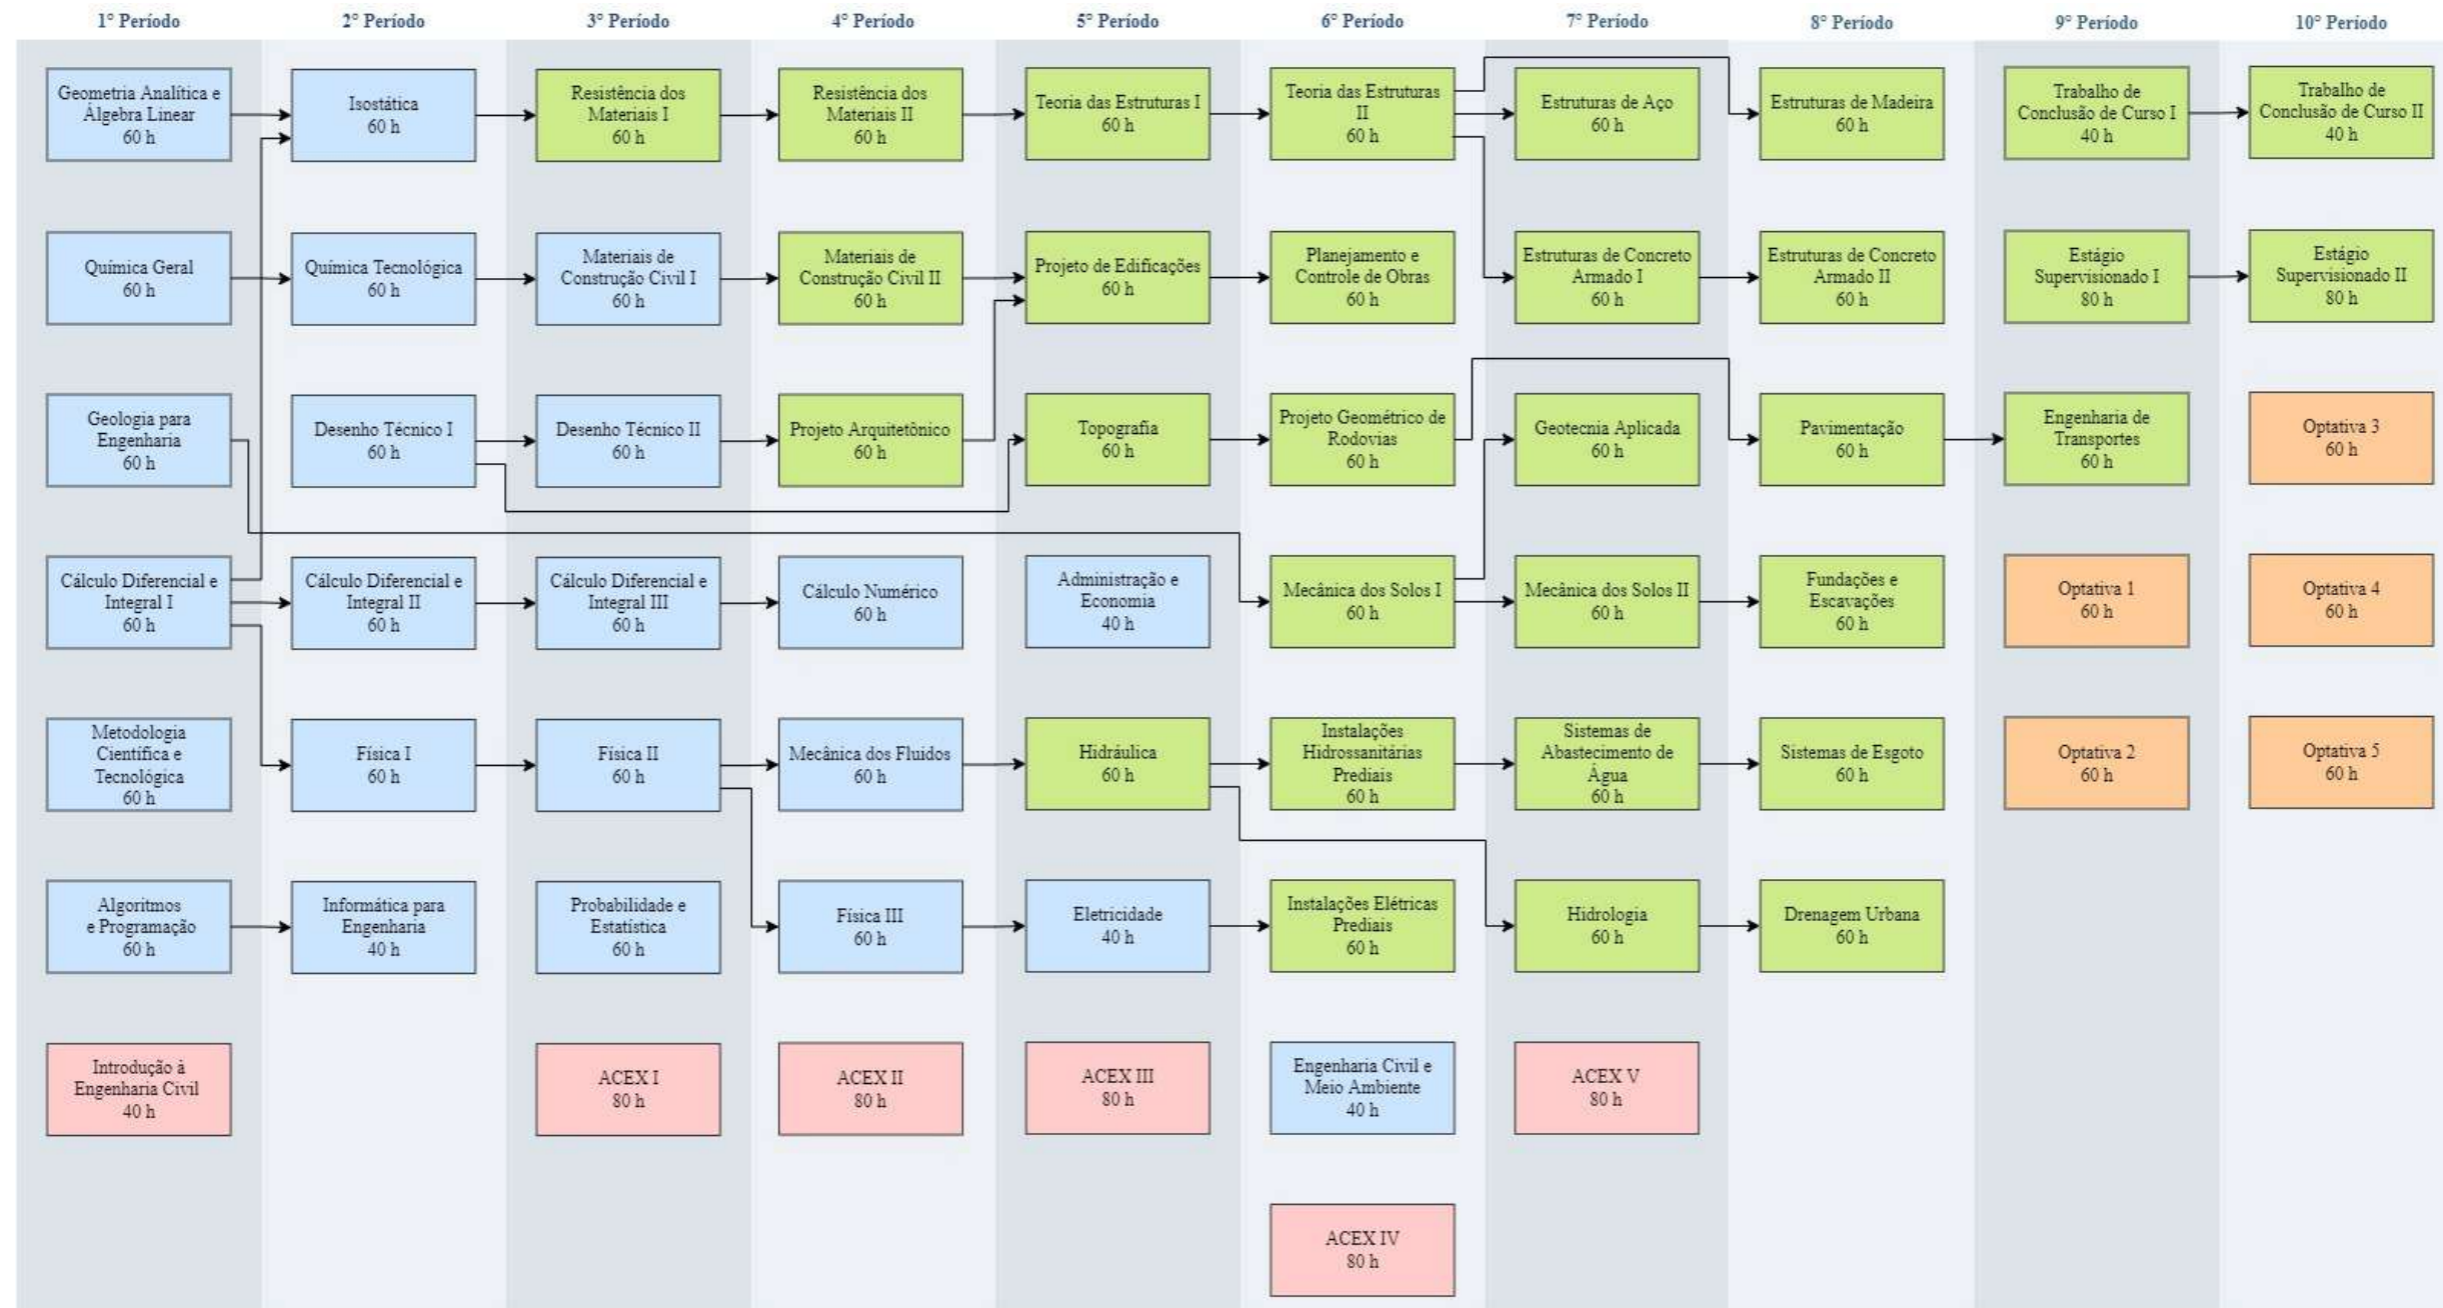 1° Período
2° Período
3° Período
4° Período
5° Período
6° Período
7° Período
8° Período
9° Período
10° Período
Geometria Analítica e
Álgebra Linear
60 h
Isostática
60 h
Resistência dos
Materiais I
60 h
Resistência dos
Materiais II
60 h
Teoria das Estruturas I
60 h
Teoria das Estruturas
II
60 h
Estruturas de Aço
60 h
Estruturas de Madeira
60 h
Trabalho de
Conclusão de Curso I
40 h
Trabalho de
Conclusão de Curso II
40 h
Química Geral
60 h
Química Tecnológica
60 h
Materiais de
Construção Civil I
60 h
Materiais de
Construção Civil II
60 h
Projeto de Edificações
60 h
Planejamento e
Controle de Obras
60 h
Estruturas de Concreto
Armado I
60 h
Estruturas de Concreto
Armado II
60 h
Estágio
Supervisionado I
80 h
Estágio
Supervisionado II
80 h
Geologia para
Engenharia
60 h
Desenho Técnico I
60 h
Desenho Técnico II
60 h
Projeto Arquitetônico
60 h
Topografia
60 h
Projeto Geométrico de
Rodovias
60 h
Geotecnia Aplicada
60 h
Pavimentação
60 h
Engenharia de
Transportes
60 h
Optativa 3
60 h
Cálculo Diferencial e
Integral I
60 h
Cálculo Diferencial e
Integral II
60 h
Cálculo Diferencial e
Integral III
60 h
Cálculo Numérico
60 h
Administração e
Economia
40 h
Mecânica dos Solos I
60 h
Mecânica dos Solos II
60 h
Fundações e
Escavações
60 h
Optativa 1
60 h
Optativa 4
60 h
Metodologia
Científica e
Tecnológica
60 h
Física I
60 h
Física II
60 h
Mecânica dos Fluidos
60 h
Hidráulica
60 h
Instalações
Hidrossanitárias
Prediais
60 h
Sistemas de
Abastecimento de
Água
60 h
Sistemas de Esgoto
60 h
Optativa 2
60 h
Optativa 5
60 h
Algoritmos
e Programação
60 h
Informática para
Engenharia
40 h
Probabilidade e
Estatística
60 h
Física III
60 h
Eletricidade
40 h
Instalações Elétricas
Prediais
60 h
Hidrologia
60 h
Drenagem Urbana
60 h
Introdução à
Engenharia Civil
40 h
ACEX I
80 h
ACEX II
80 h
ACEX III
80 h
Engenharia Civil e
Meio Ambiente
40 h
ACEX V
80 h
ACEX IV
80 h